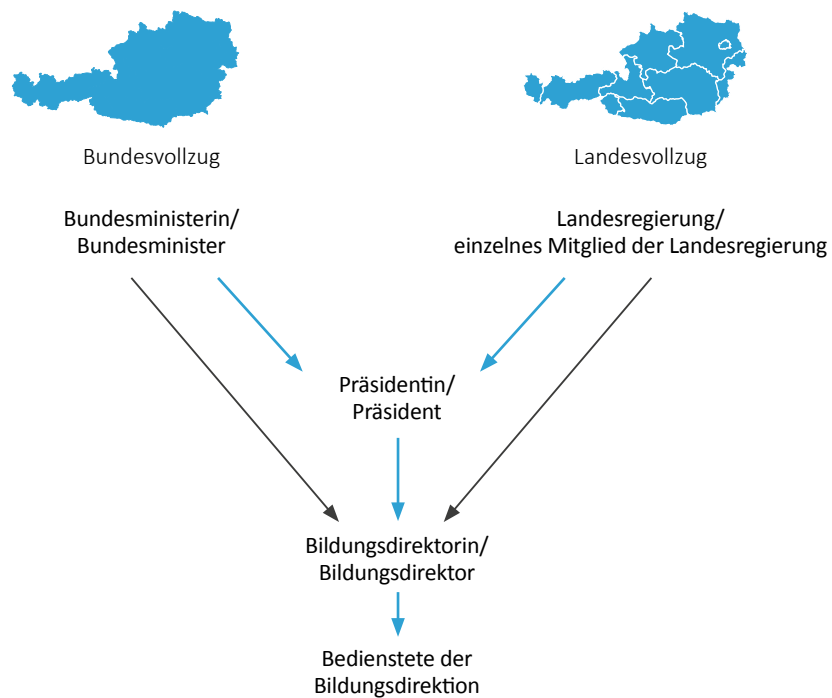 Bundesvollzug
Landesvollzug
Bundesministerin/
Bundesminister
Landesregierung/
einzelnes Mitglied der Landesregierung
Präsidentin/
Präsident
Bildungsdirektorin/
Bildungsdirektor
Bedienstete der
Bildungsdirektion